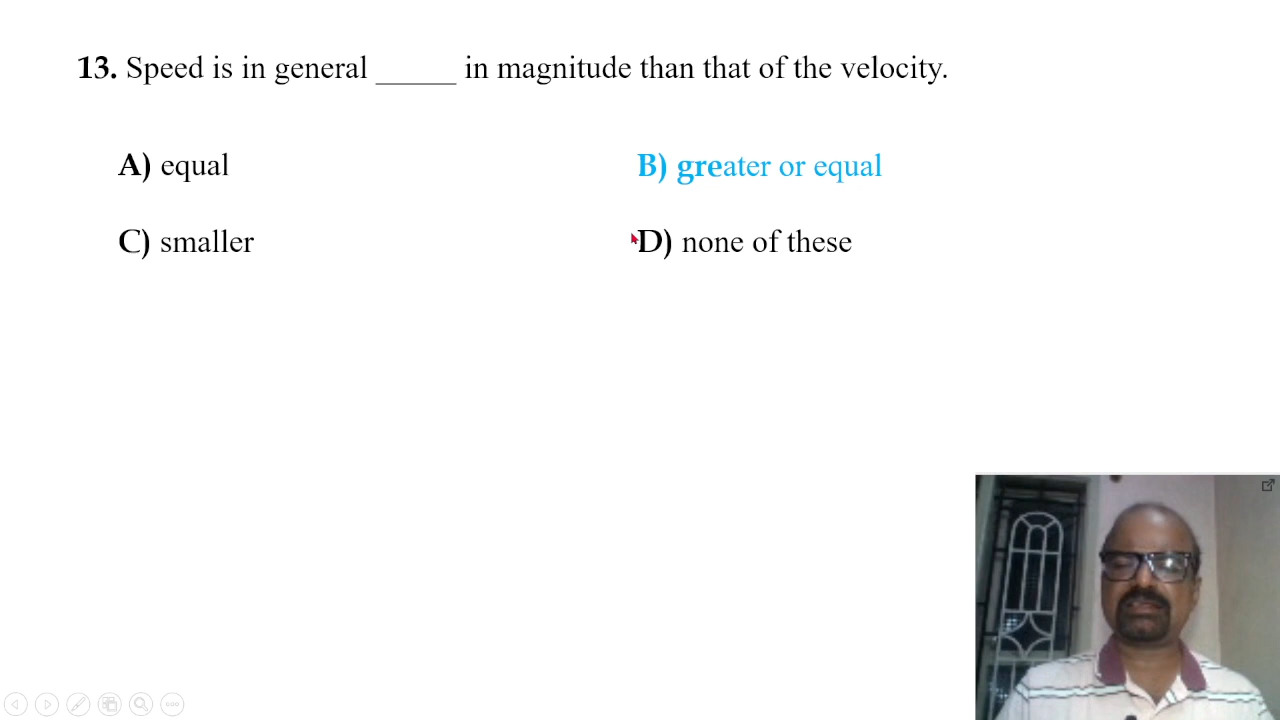 13. Speed is in general _____ in magnitude than that of the velocity.
A) equal
B) greater or equal
C) smaller
D) none of these